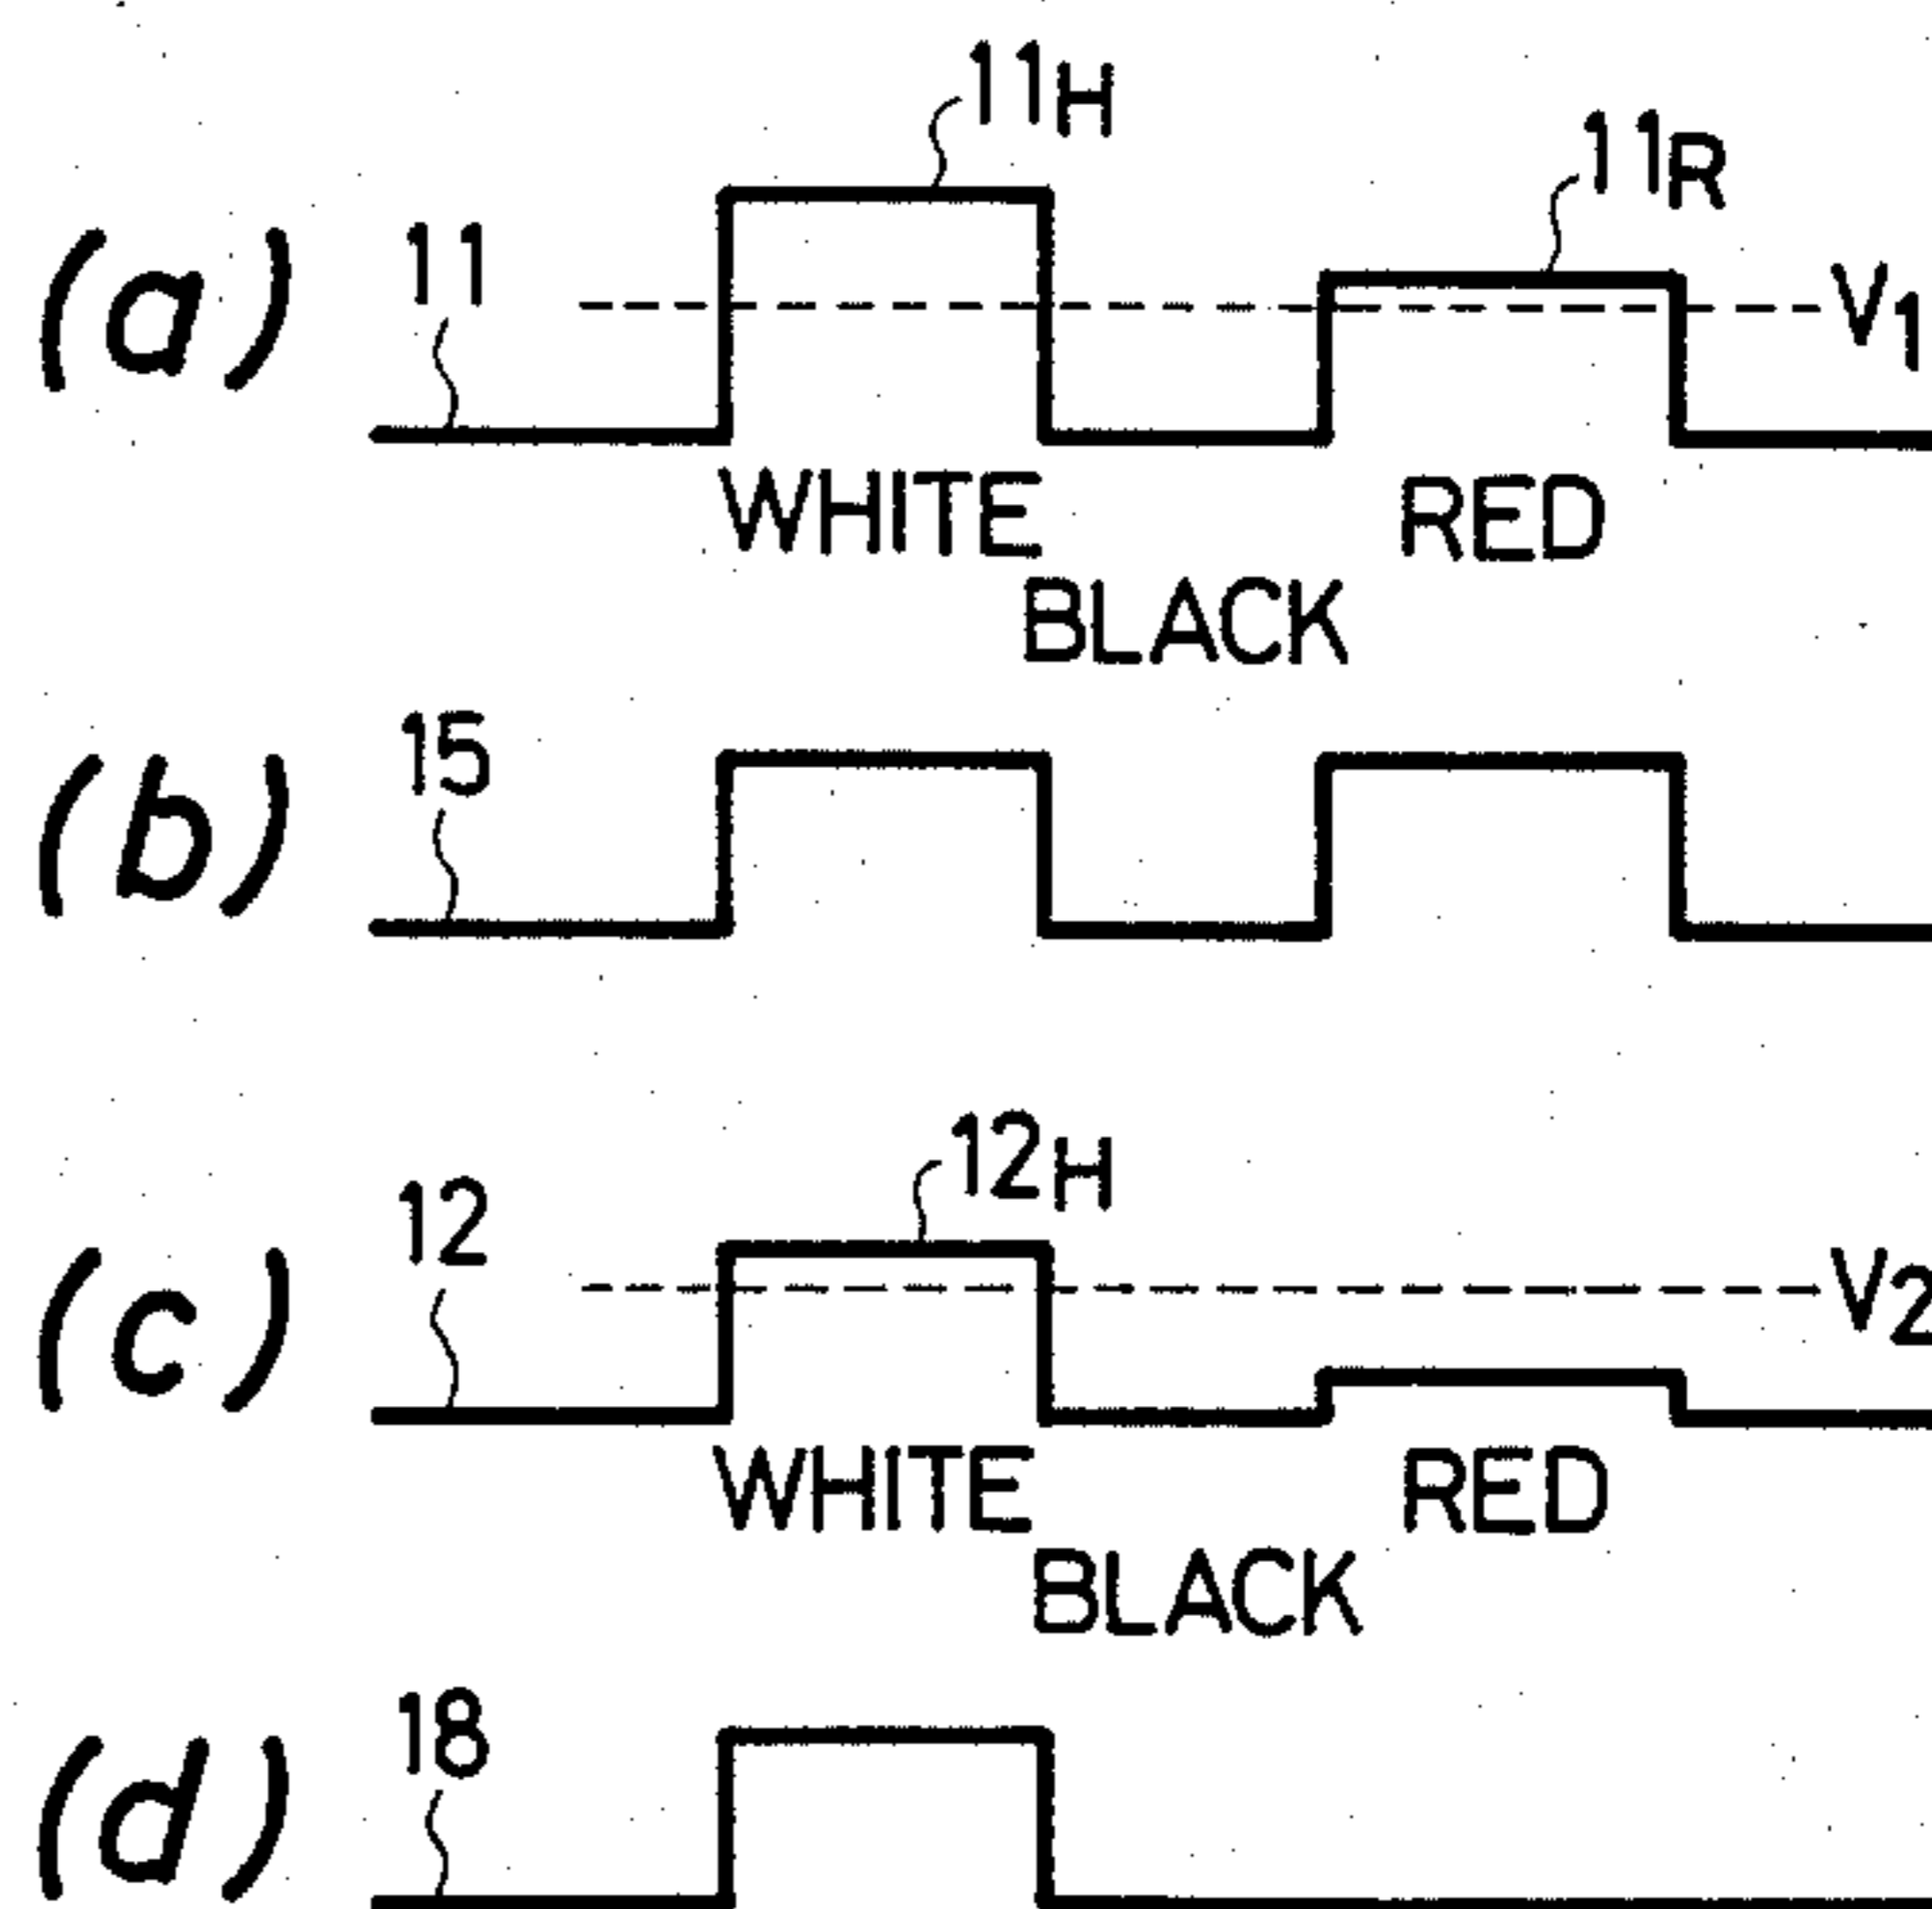 (a) 11 11H 11R V1
WHITE RED
BLACK
(b) 15
(c) 12 12H V2
WHITE RED
BLACK
(d) 18